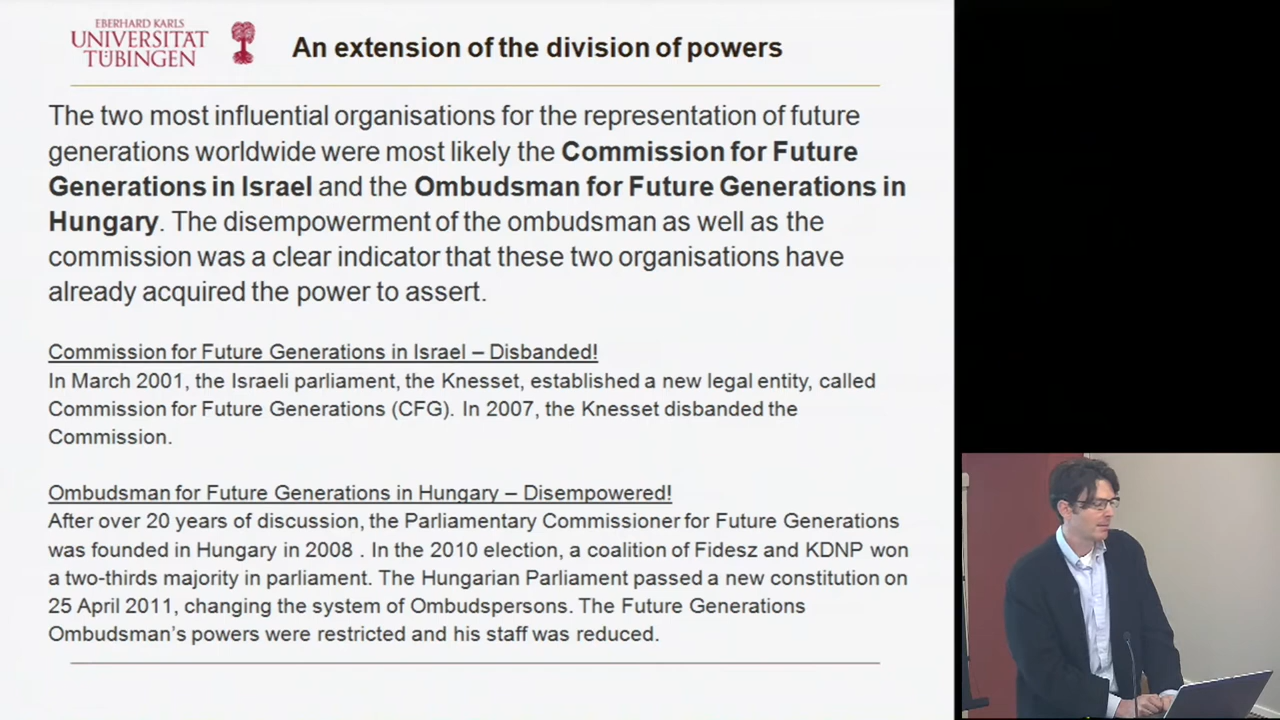 EBERHARD KARLS
UNIVERSITÄT
TÜBINGEN
An extension of the division of powers
The two most influential organisations for the representation of future
generations worldwide were most likely the Commission for Future
Generations in Israel and the Ombudsman for Future Generations in
Hungary. The disempowerment of the ombudsman as well as the
commission was a clear indicator that these two organisations have
already acquired the power to assert.
Commission for Future Generations in Israel – Disbanded!
In March 2001, the Israeli parliament, the Knesset, established a new legal entity, called
Commission for Future Generations (CFG). In 2007, the Knesset disbanded the
Commission.
Ombudsman for Future Generations in Hungary – Disempowered!
After over 20 years of discussion, the Parliamentary Commissioner for Future Generations
was founded in Hungary in 2008 . In the 2010 election, a coalition of Fidesz and KDNP won
a two-thirds majority in parliament. The Hungarian Parliament passed a new constitution on
25 April 2011, changing the system of Ombudspersons. The Future Generations
Ombudsman’s powers were restricted and his staff was reduced.